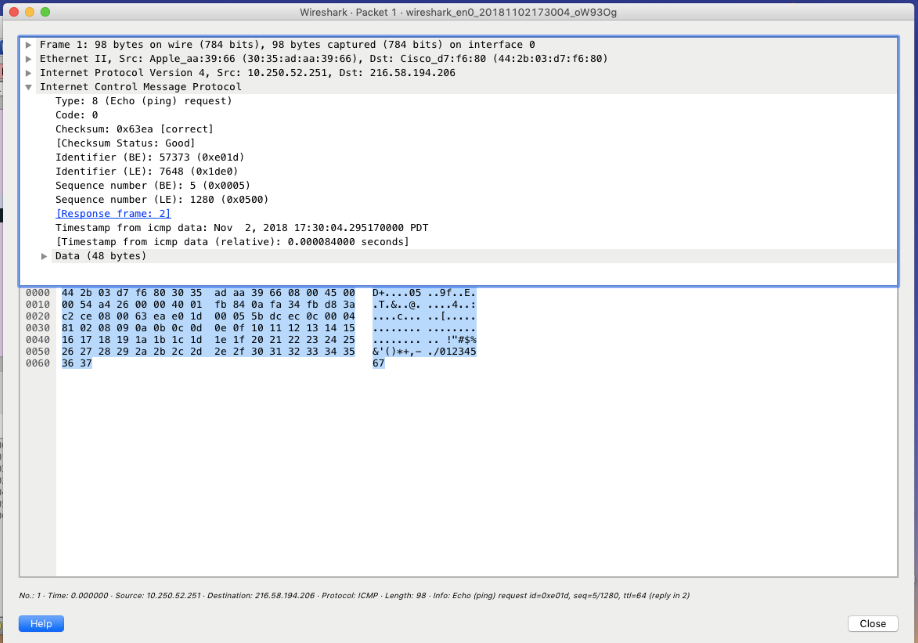 Wireshark · Packet 1 · wireshark_en0_20181102173004_oW93Og
Frame 1: 98 bytes on wire (784 bits), 98 bytes captured (784 bits) on interface 0
Ethernet II, Src: Apple_aa:39:66 (30:35:ad:aa:39:66), Dst: Cisco_d7:f6:80 (44:2b:03:d7:f6:80)
Internet Protocol Version 4, Src: 10.250.52.251, Dst: 216.58.194.206
Internet Control Message Protocol
Type: 8 (Echo (ping) request)
Code: 0
Checksum: 0x63ea [correct]
[Checksum Status: Good]
Identifier (BE): 57373 (0xe01d)
Identifier (LE): 7648 (0x1de0)
Sequence number (BE): 5 (0x0005)
Sequence number (LE): 1280 (0x0500)
[Response frame: 2]
Timestamp from icmp data: Nov  2, 2018 17:30:04.295170000 PDT
[Timestamp from icmp data (relative): 0.000084000 seconds]
Data (48 bytes)
0000 44 2b 03 d7 f6 80 30 35 ad aa 39 66 08 00 45 00 D+....05 ..9f..E.
0010 00 54 a4 26 00 00 40 01 fb 84 0a fa 34 fb d8 3a .T.&..@. ....4..:
0020 c2 ce 08 00 63 ea e0 1d 00 05 5b dc ec 0c 00 04 ....c... ..[.....
0030 81 02 08 09 0a 0b 0c 0d 0e 0f 10 11 12 13 14 15 ........ ........
0040 16 17 18 19 1a 1b 1c 1d 1e 1f 20 21 22 23 24 25 ........ .. !"#$%
0050 26 27 28 29 2a 2b 2c 2d 2e 2f 30 31 32 33 34 35 &'()*+,- ./012345
0060 36 37 67
No.: 1 · Time: 0.000000 · Source: 10.250.52.251 · Destination: 216.58.194.206 · Protocol: ICMP · Length: 98 · Info: Echo (ping) request id=0xe01d, seq=5/1280, ttl=64 (reply in 2)
Help Close